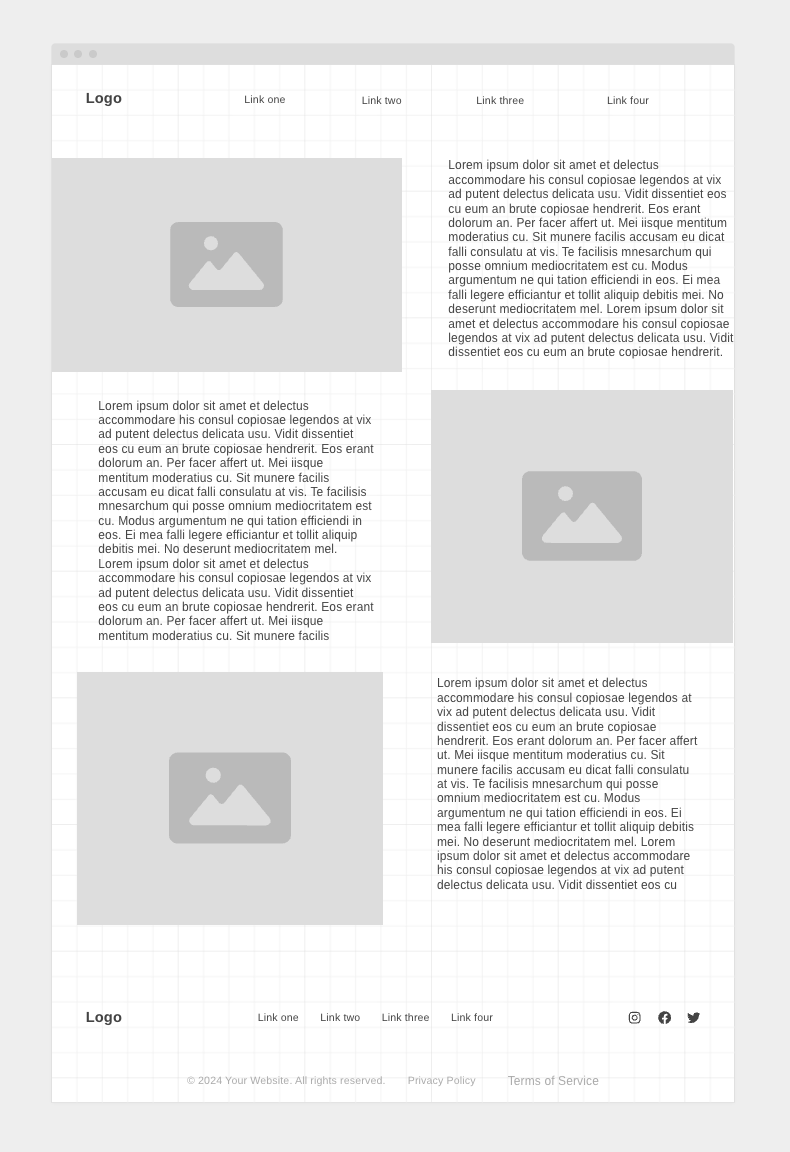 Logo
Link one
Link two
Link three
Link four
Lorem ipsum dolor sit amet et delectus
accommodare his consul copiosae legendos at vix
ad putent delectus delicata usu. Vidit dissentiet eos
cu eum an brute copiosae hendrerit. Eos erant
dolorum an. Per facer affert ut. Mei iisque mentitum
moderatius cu. Sit munere facilis accusam eu dicat
falli consulatu at vis. Te facilisis mnesarchum qui
posse omnium mediocritatem est cu. Modus
argumentum ne qui tation efficiendi in eos. Ei mea
falli legere efficiantur et tollit aliquip debitis mei. No
deserunt mediocritatem mel. Lorem ipsum dolor sit
amet et delectus accommodare his consul copiosae
legendos at vix ad putent delectus delicata usu. Vidit
dissentiet eos cu eum an brute copiosae hendrerit.
Lorem ipsum dolor sit amet et delectus
accommodare his consul copiosae legendos at vix
ad putent delectus delicata usu. Vidit dissentiet
eos cu eum an brute copiosae hendrerit. Eos erant
dolorum an. Per facer affert ut. Mei iisque
mentitum moderatius cu. Sit munere facilis
accusam eu dicat falli consulatu at vis. Te facilisis
mnesarchum qui posse omnium mediocritatem est
cu. Modus argumentum ne qui tation efficiendi in
eos. Ei mea falli legere efficiantur et tollit aliquip
debitis mei. No deserunt mediocritatem mel.
Lorem ipsum dolor sit amet et delectus
accommodare his consul copiosae legendos at vix
ad putent delectus delicata usu. Vidit dissentiet
eos cu eum an brute copiosae hendrerit. Eos erant
dolorum an. Per facer affert ut. Mei iisque
mentitum moderatius cu. Sit munere facilis
Lorem ipsum dolor sit amet et delectus
accommodare his consul copiosae legendos at
vix ad putent delectus delicata usu. Vidit
dissentiet eos cu eum an brute copiosae
hendrerit. Eos erant dolorum an. Per facer affert
ut. Mei iisque mentitum moderatius cu. Sit
munere facilis accusam eu dicat falli consulatu
at vis. Te facilisis mnesarchum qui posse
omnium mediocritatem est cu. Modus
argumentum ne qui tation efficiendi in eos. Ei
mea falli legere efficiantur et tollit aliquip debitis
mei. No deserunt mediocritatem mel. Lorem
ipsum dolor sit amet et delectus accommodare
his consul copiosae legendos at vix ad putent
delectus delicata usu. Vidit dissentiet eos cu
Logo
Link one
Link two
Link three
Link four
© 2024 Your Website. All rights reserved.
Privacy Policy
Terms of Service